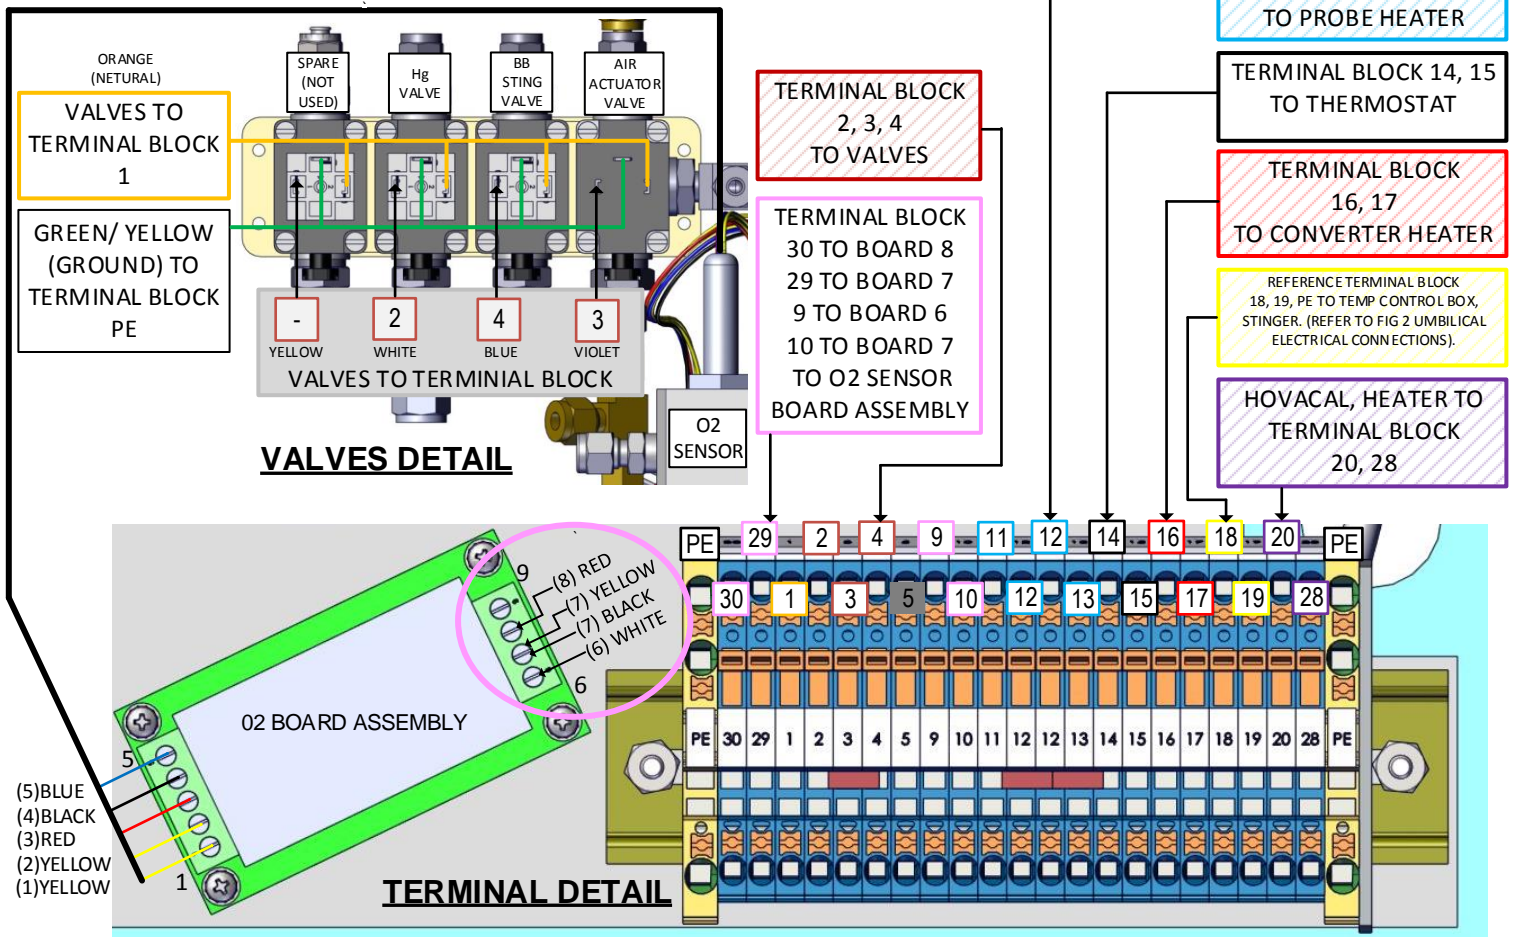 ORANGE
(NETURAL)
VALVES TO
TERMINAL BLOCK
1
GREEN/ YELLOW
(GROUND) TO
TERMINAL BLOCK
PE
SPARE
(NOT
USED)
Hg
VALVE
BB
STING
VALVE
AIR
ACTUATOR
VALVE
-
2
4
3
YELLOW
WHITE
BLUE
VIOLET
VALVES TO TERMINIAL BLOCK
VALVES DETAIL
O2
SENSOR
TERMINAL BLOCK
2, 3, 4
TO VALVES
TERMINAL BLOCK
30 TO BOARD 8
29 TO BOARD 7
9 TO BOARD 6
10 TO BOARD 7
TO O2 SENSOR
BOARD ASSEMBLY
TO PROBE HEATER
TERMINAL BLOCK 14, 15
TO THERMOSTAT
TERMINAL BLOCK
16, 17
TO CONVERTER HEATER
REFERENCE TERMINAL BLOCK
18, 19, PE TO TEMP CONTROL BOX,
STINGER. (REFER TO FIG 2 UMBILICAL
ELECTRICAL CONNECTIONS).
HOVACAL, HEATER TO
TERMINAL BLOCK
20, 28
9
(8) RED
(7) YELLOW
(7) BLACK
(6) WHITE
6
02 BOARD ASSEMBLY
5
1
(5)BLUE
(4)BLACK
(3)RED
(2)YELLOW
(1)YELLOW
TERMINAL DETAIL
PE 29 2 4 9 11 12 14 16 18 20 PE
30 1 3 5 10 12 13 15 17 19 28
PE 30 29 1 2 3 4 5 9 10 11 12 12 13 14 15 16 17 18 19 20 28 PE